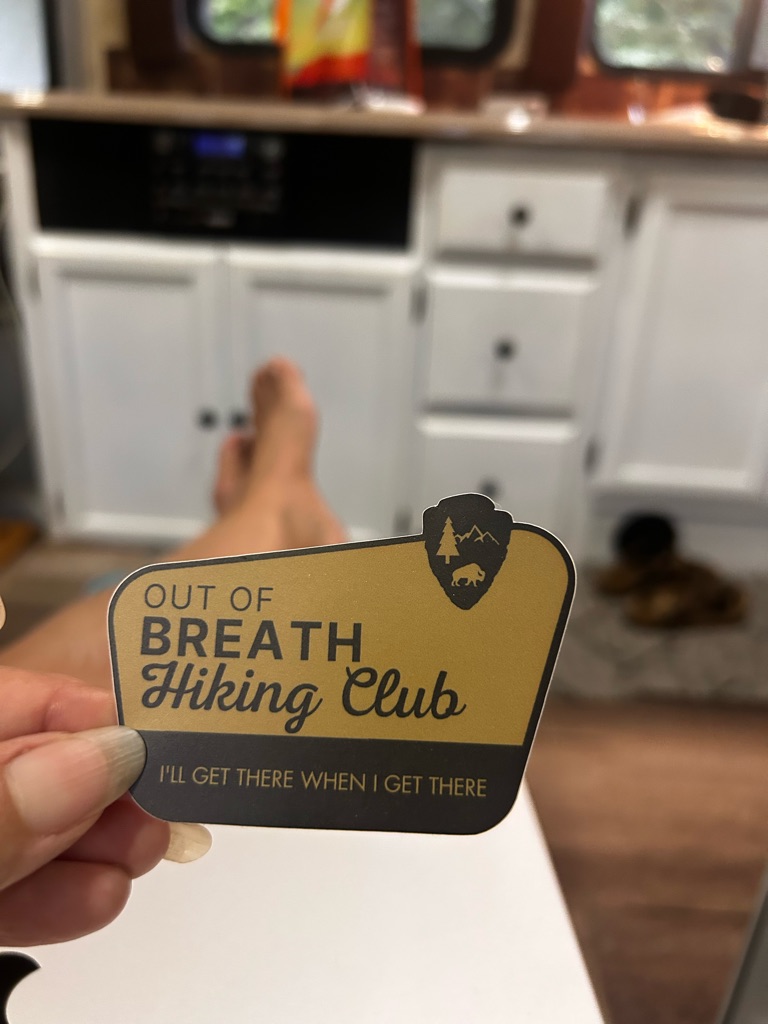 OUT OF
BREATH
Hiking Club
I'LL GET THERE WHEN I GET THERE